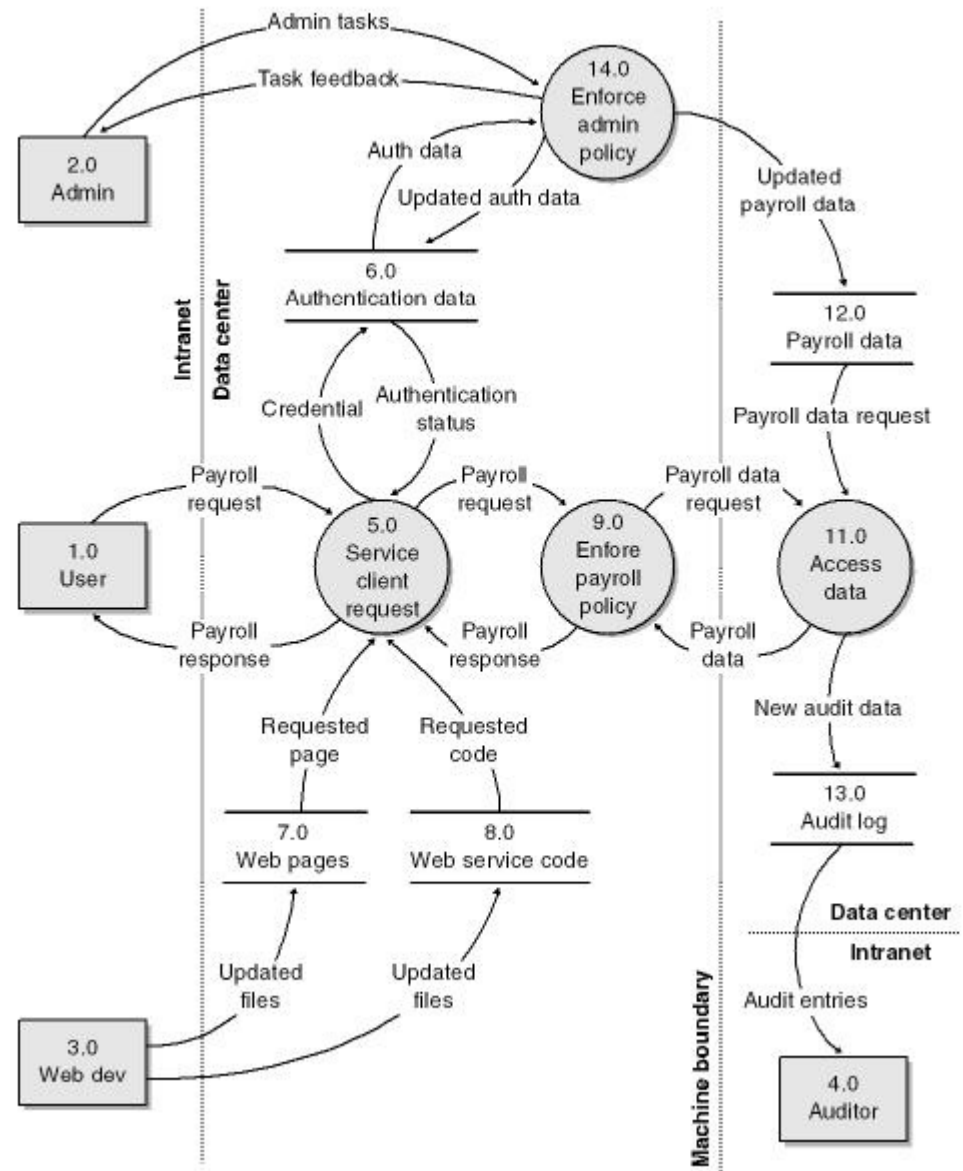 Admin tasks
Task feedback
14.0
Enforce
admin
policy
2.0
Admin
Auth data
Updated auth data
Updated
payroll data
6.0
Authentication data
Intranet
Data center
12.0
Payroll data
Credential
Authentication
status
Payroll data request
Payroll
request
Payroll
request
Payroll data
request
1.0
User
5.0
Service
client
request
9.0
Enfore
payroll
policy
11.0
Access
data
Payroll
response
Payroll
response
Payroll
data
Requested
page
Requested
code
New audit data
7.0
Web pages
8.0
Web service code
13.0
Audit log
Data center
Intranet
Updated
files
Updated
files
Audit entries
Machine boundary
3.0
Web dev
4.0
Auditor